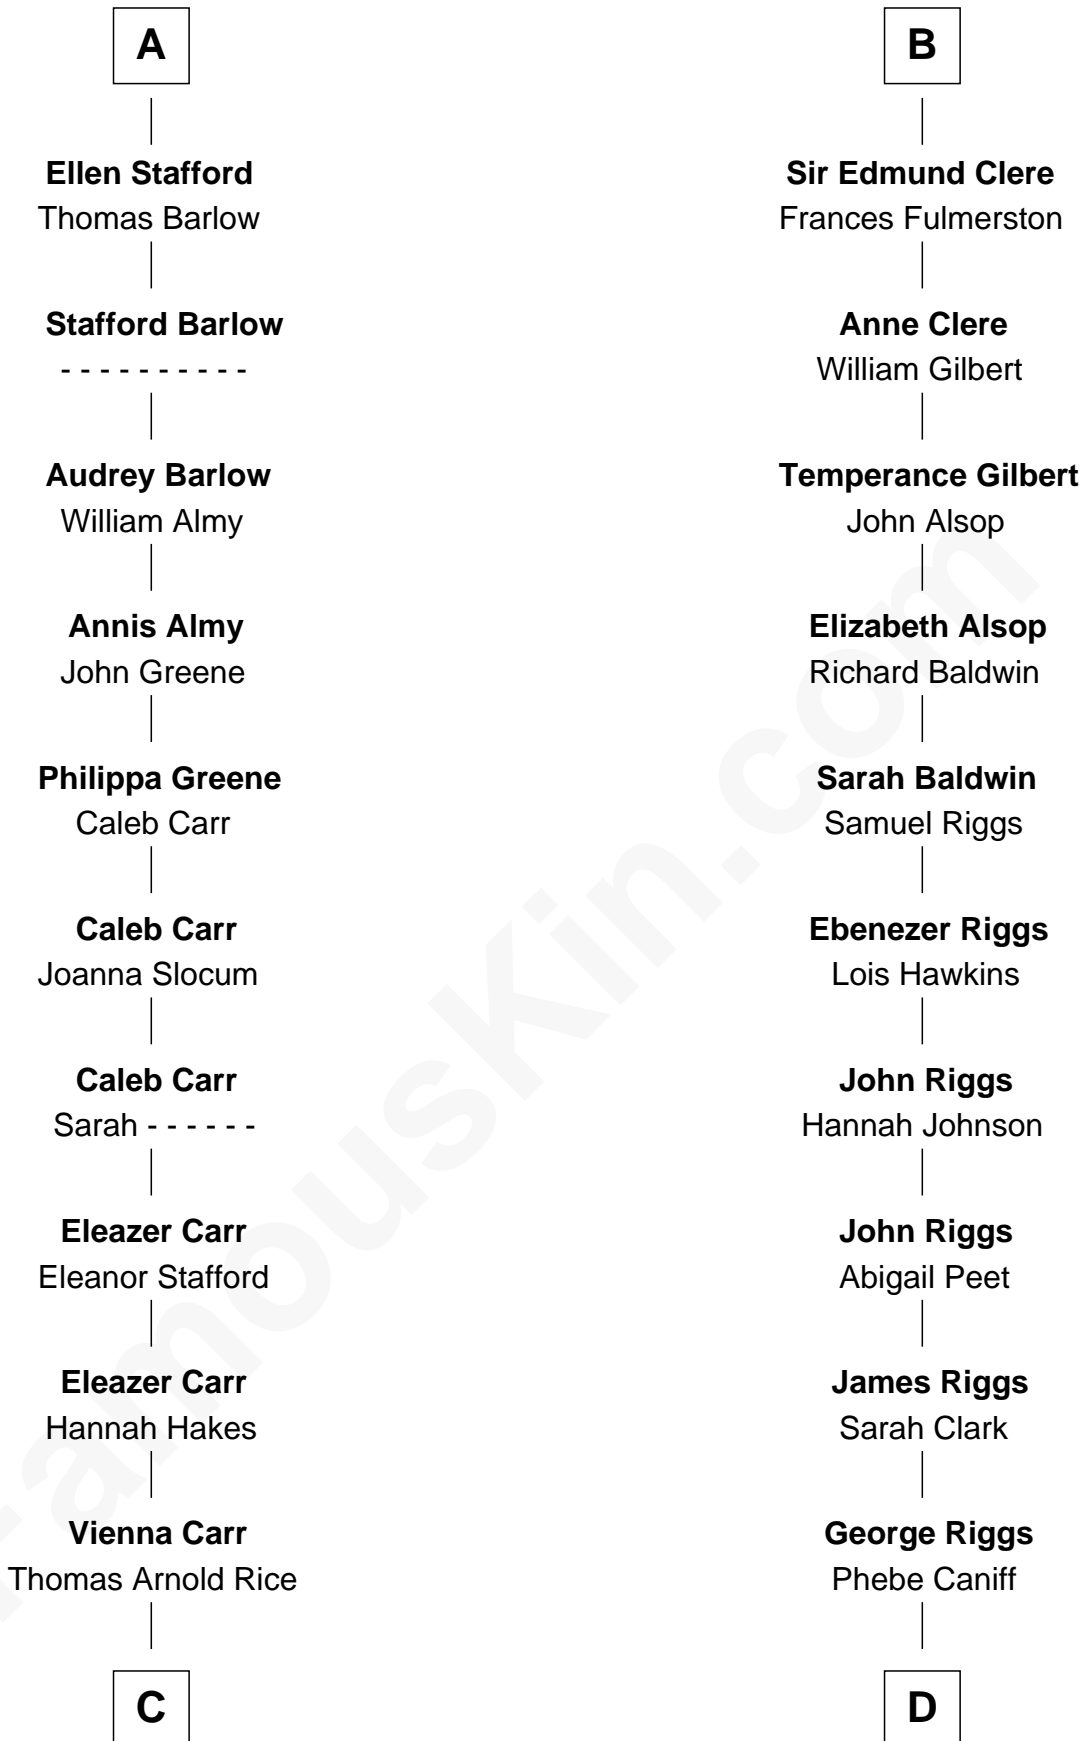 A
Ellen Stafford
Thomas Barlow
Stafford Barlow
- - - - - - - - - -
Audrey Barlow
William Almy
Annis Almy
John Greene
Philippa Greene
Caleb Carr
Caleb Carr
Joanna Slocum
Caleb Carr
Sarah - - - - - -
Eleazer Carr
Eleanor Stafford
Eleazer Carr
Hannah Hakes
Vienna Carr
Thomas Arnold Rice
C
B
Sir Edmund Clere
Frances Fulmerston
Anne Clere
William Gilbert
Temperance Gilbert
John Alsop
Elizabeth Alsop
Richard Baldwin
Sarah Baldwin
Samuel Riggs
Ebenezer Riggs
Lois Hawkins
John Riggs
Hannah Johnson
John Riggs
Abigail Peet
James Riggs
Sarah Clark
George Riggs
Phebe Caniff
D
FamousKin.com